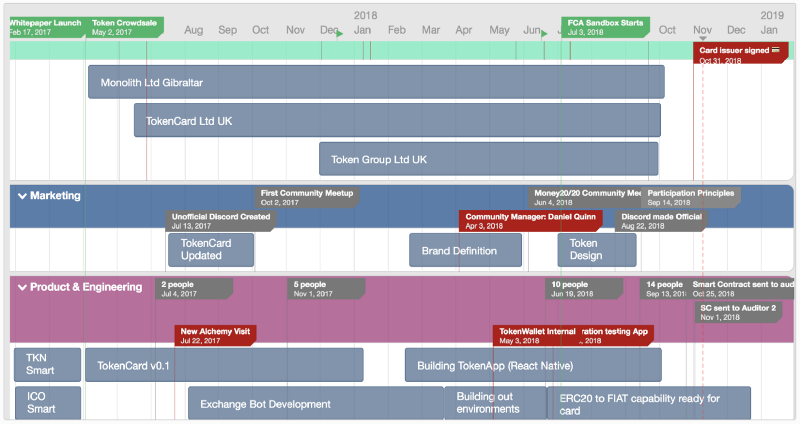 Whitepaper Launch
Feb 17, 2017
Token Crowdsale
May 2, 2017
2018
FCA Sandbox Starts
Jul 3, 2018
2019
Aug
Sep
Oct
Nov
Dec
Jan
Feb
Mar
Apr
May
Jun
Oct
Nov
Dec
Jan
Card issuer signed
Oct 31, 2018
Monolith Ltd Gibraltar
TokenCard Ltd UK
Token Group Ltd UK
Marketing
First Community Meetup
Oct 2, 2017
Money20/20 Community Mee
Jun 4, 2018
Participation Principles
Sep 14, 2018
Unofficial Discord Created
Jul 13, 2017
Community Manager: Daniel Quinn
Apr 3, 2018
Discord made Official
Aug 22, 2018
TokenCard
Updated
Brand Definition
Token
Design
Product & Engineering
2 people
Jul 4, 2017
5 people
Nov 1, 2017
10 people
Jun 19, 2018
14 people
Sep 13, 201
Smart Contract sent to aud
Oct 25, 2018
SC sent to Auditor 2
Nov 1, 2018
New Alchemy Visit
Jul 22, 2017
TokenWallet Internal
May 3, 2018
ration testing App
, 2018
TKN
Smart
TokenCard v0.1
Building TokenApp (React Native)
ICO
Smart
Exchange Bot Development
Building out
environments
ERC20 to FIAT capability ready for
card